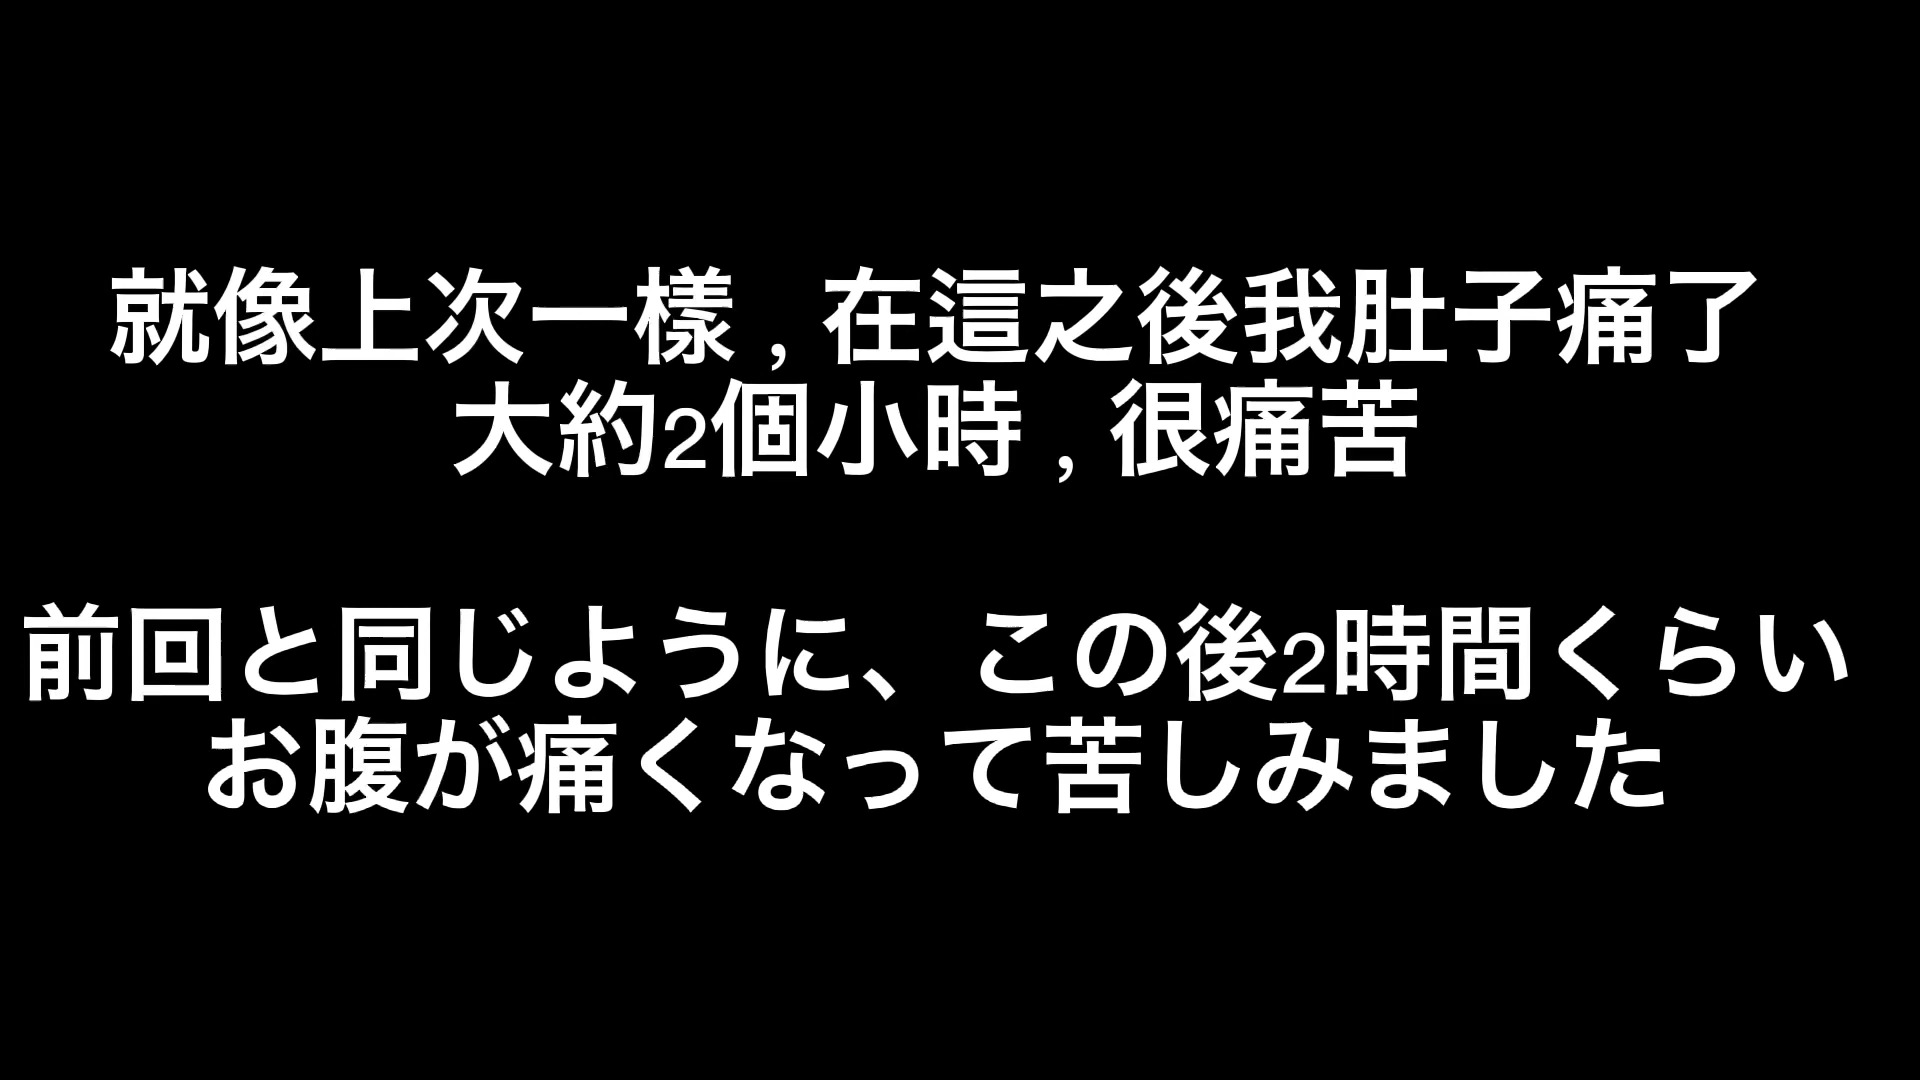 就像上次一樣，在這之後我肚子痛了
大約2個小時，很痛苦
前回と同じように、この後2時間くらい
お腹が痛くなって苦しみました